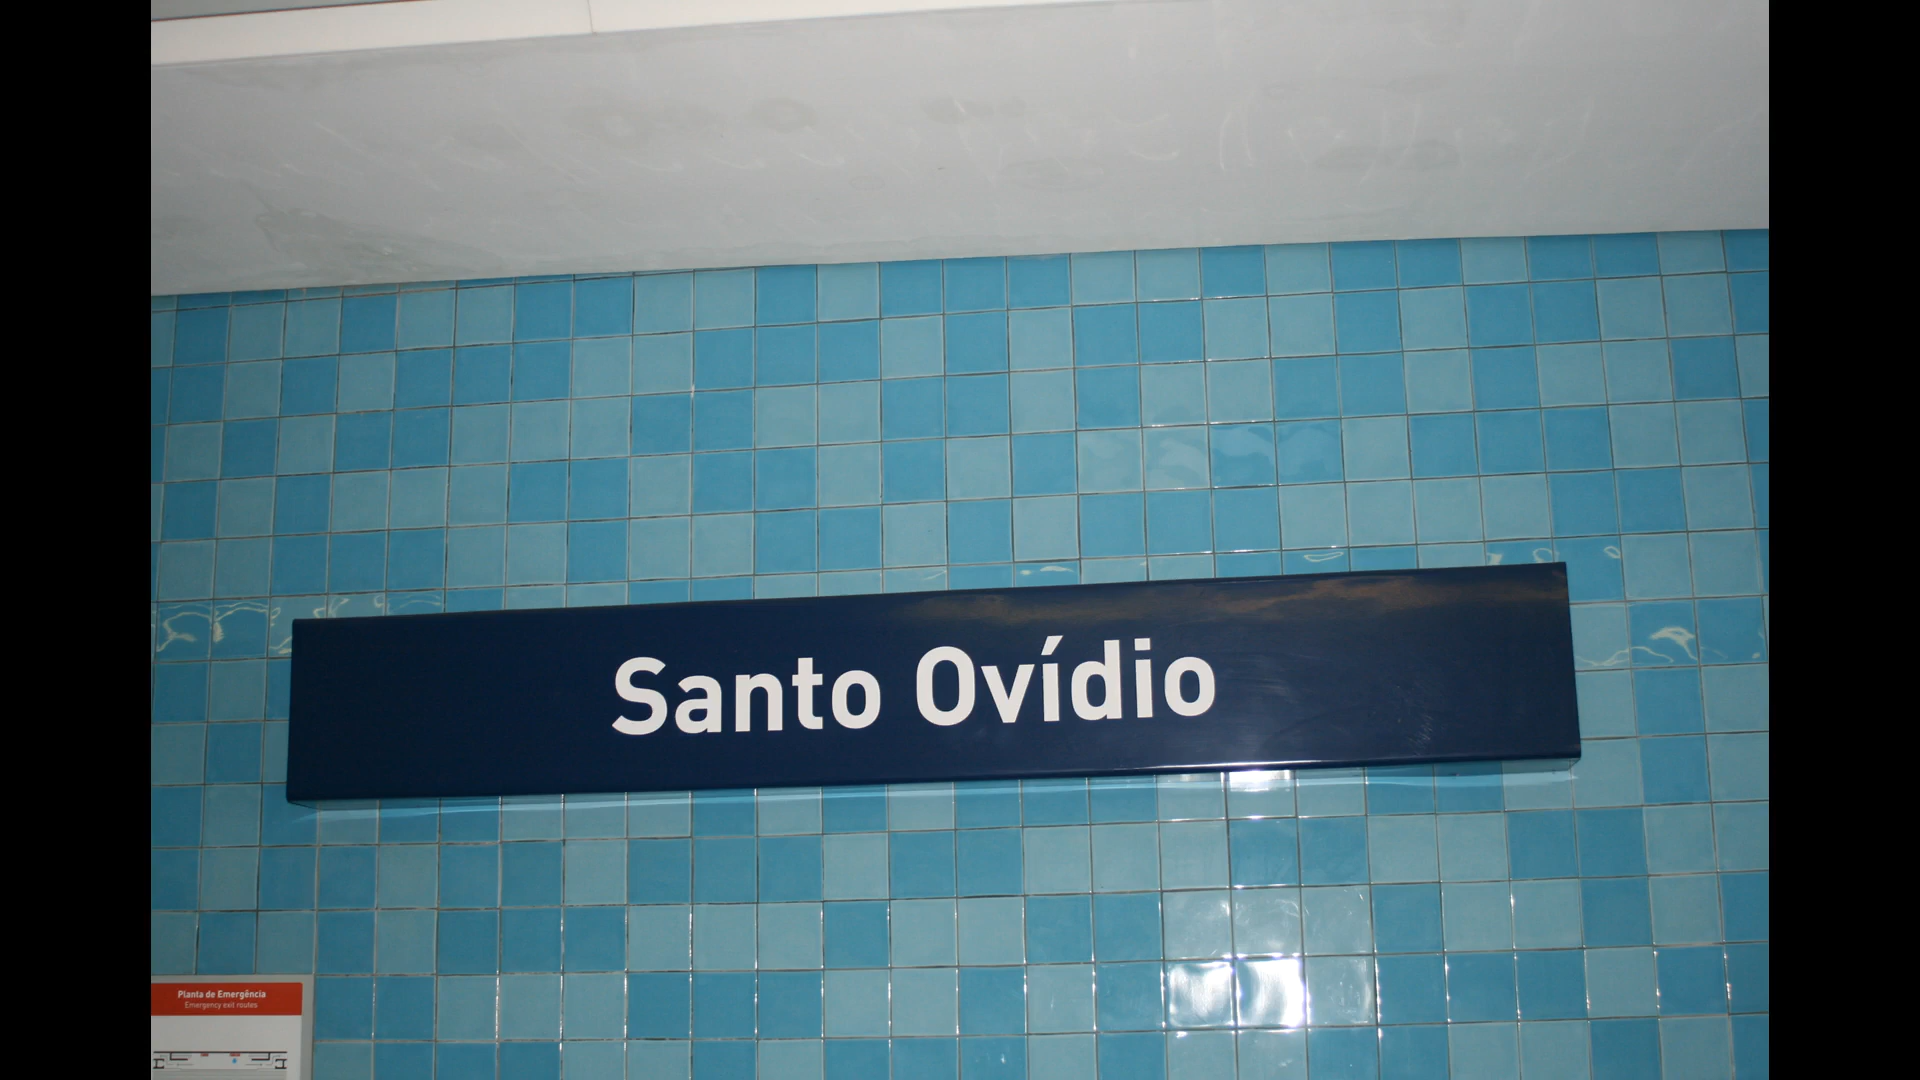 Santo Ovídio
Planta de Emergência
Emergency exit routes